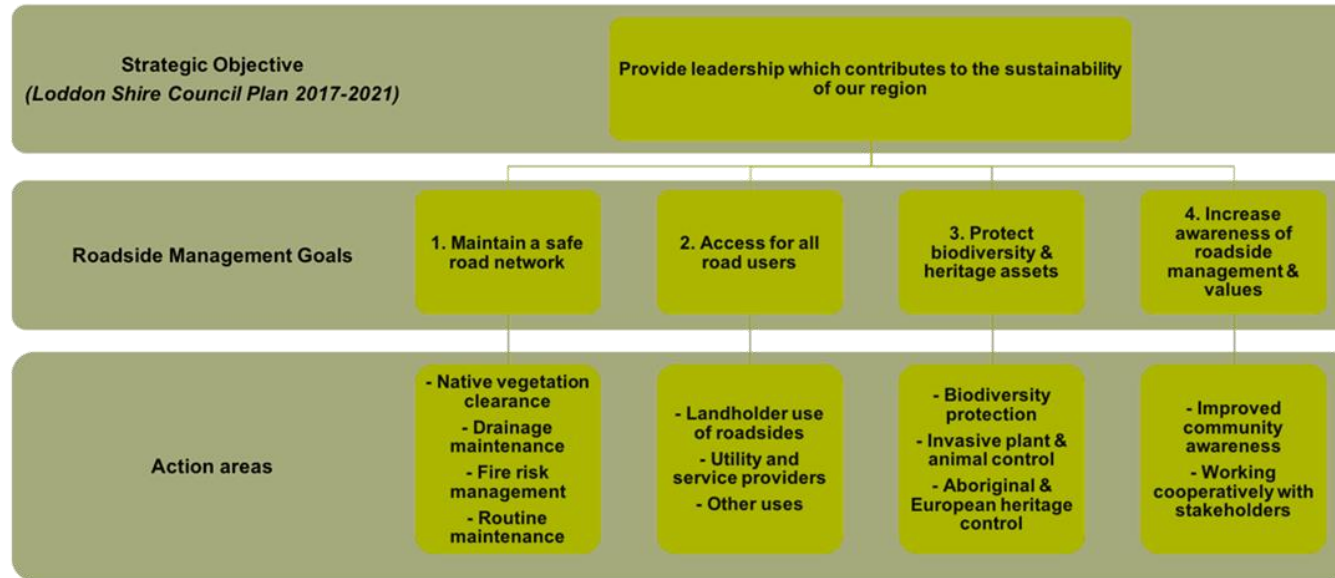 Strategic Objective
(Loddon Shire Council Plan 2017-2021)
Provide leadership which contributes to the sustainability
of our region
Roadside Management Goals
1. Maintain a safe
road network
2. Access for all
road users
3. Protect
biodiversity &
heritage assets
4. Increase
awareness of
roadside
management &
values
Action areas
- Native vegetation
clearance
- Drainage
maintenance
- Fire risk
management
- Routine
maintenance
- Landholder use
of roadsides
- Utility and
service providers
- Other uses
- Biodiversity
protection
- Invasive plant &
animal control
- Aboriginal &
European heritage
control
- Improved
community
awareness
- Working
cooperatively with
stakeholders